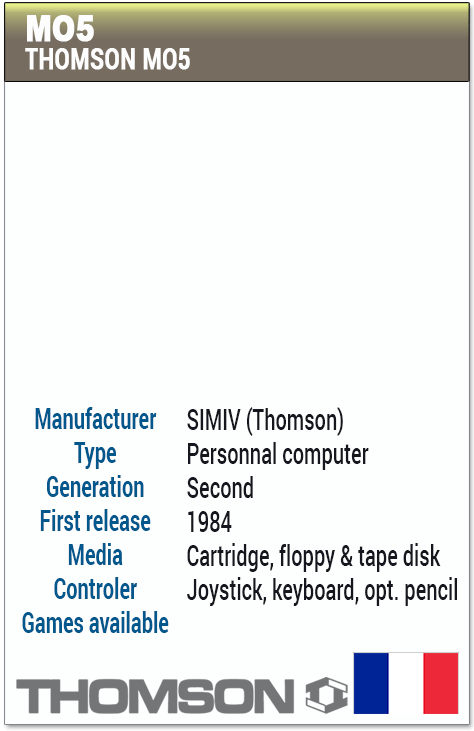 MO5
THOMSON MO5
Manufacturer SIMIV (Thomson)
Type Personnal computer
Generation Second
First release 1984
Media Cartridge, floppy & tape disk
Controler Joystick, keyboard, opt. pencil
Games available
THOMSON